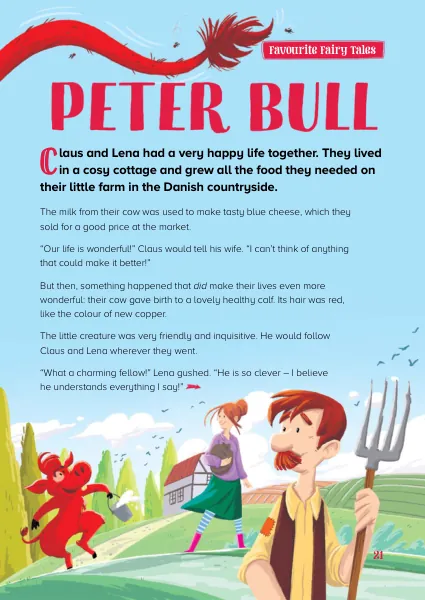 Favourite Fairy Tales
PETER BULL
Claus and Lena had a very happy life together. They lived
in a cosy cottage and grew all the food they needed on
their little farm in the Danish countryside.
The milk from their cow was used to make tasty blue cheese, which they
sold for a good price at the market.
“Our life is wonderful!” Claus would tell his wife. “I can’t think of anything
that could make it better!”
But then, something happened that did make their lives even more
wonderful: their cow gave birth to a lovely healthy calf. Its hair was red,
like the colour of new copper.
The little creature was very friendly and inquisitive. He would follow
Claus and Lena wherever they went.
“What a charming fellow!” Lena gushed. “He is so clever – I believe
he understands everything I say!”
21